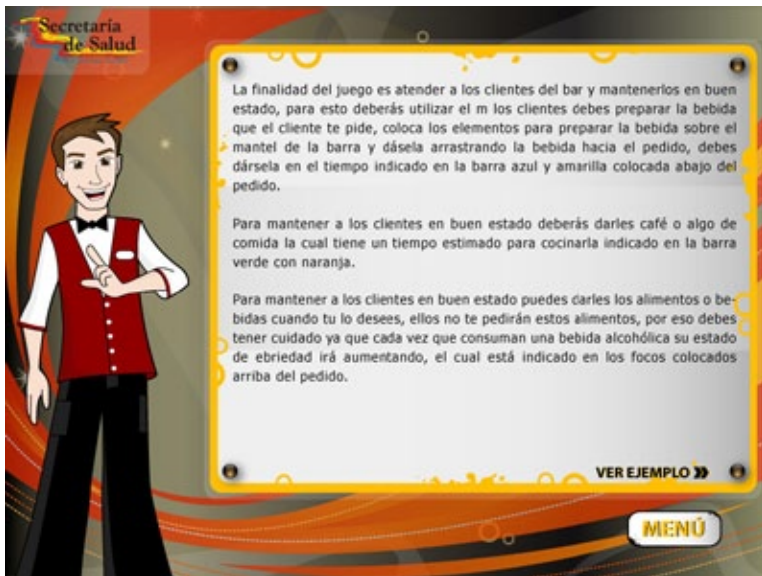 Secretaría
de Salud
La finalidad del juego es atender a los clientes del bar y mantenerlos en buen
estado, para esto deberás utilizar el m los clientes debes preparar la bebida
que el cliente te pide, coloca los elementos para preparar la bebida sobre el
mantel de la barra y dásela arrastrando la bebida hacia el pedido, debes
dársela en el tiempo indicado en la barra azul y amarilla colocada abajo del
pedido.
Para mantener a los clientes en buen estado deberás darles café o algo de
comida la cual tiene un tiempo estimado para cocinarla indicado en la barra
verde con naranja.
Para mantener a los clientes en buen estado puedes darles los alimentos o be-
bidas cuando tu lo desees, ellos no te pedirán estos alimentos, por eso debes
tener cuidado ya que cada vez que consuman una bebida alcohólica su estado
de ebriedad irá aumentando, el cual está indicado en los focos colocados
arriba del pedido.
VER EJEMPLO
MENÚ